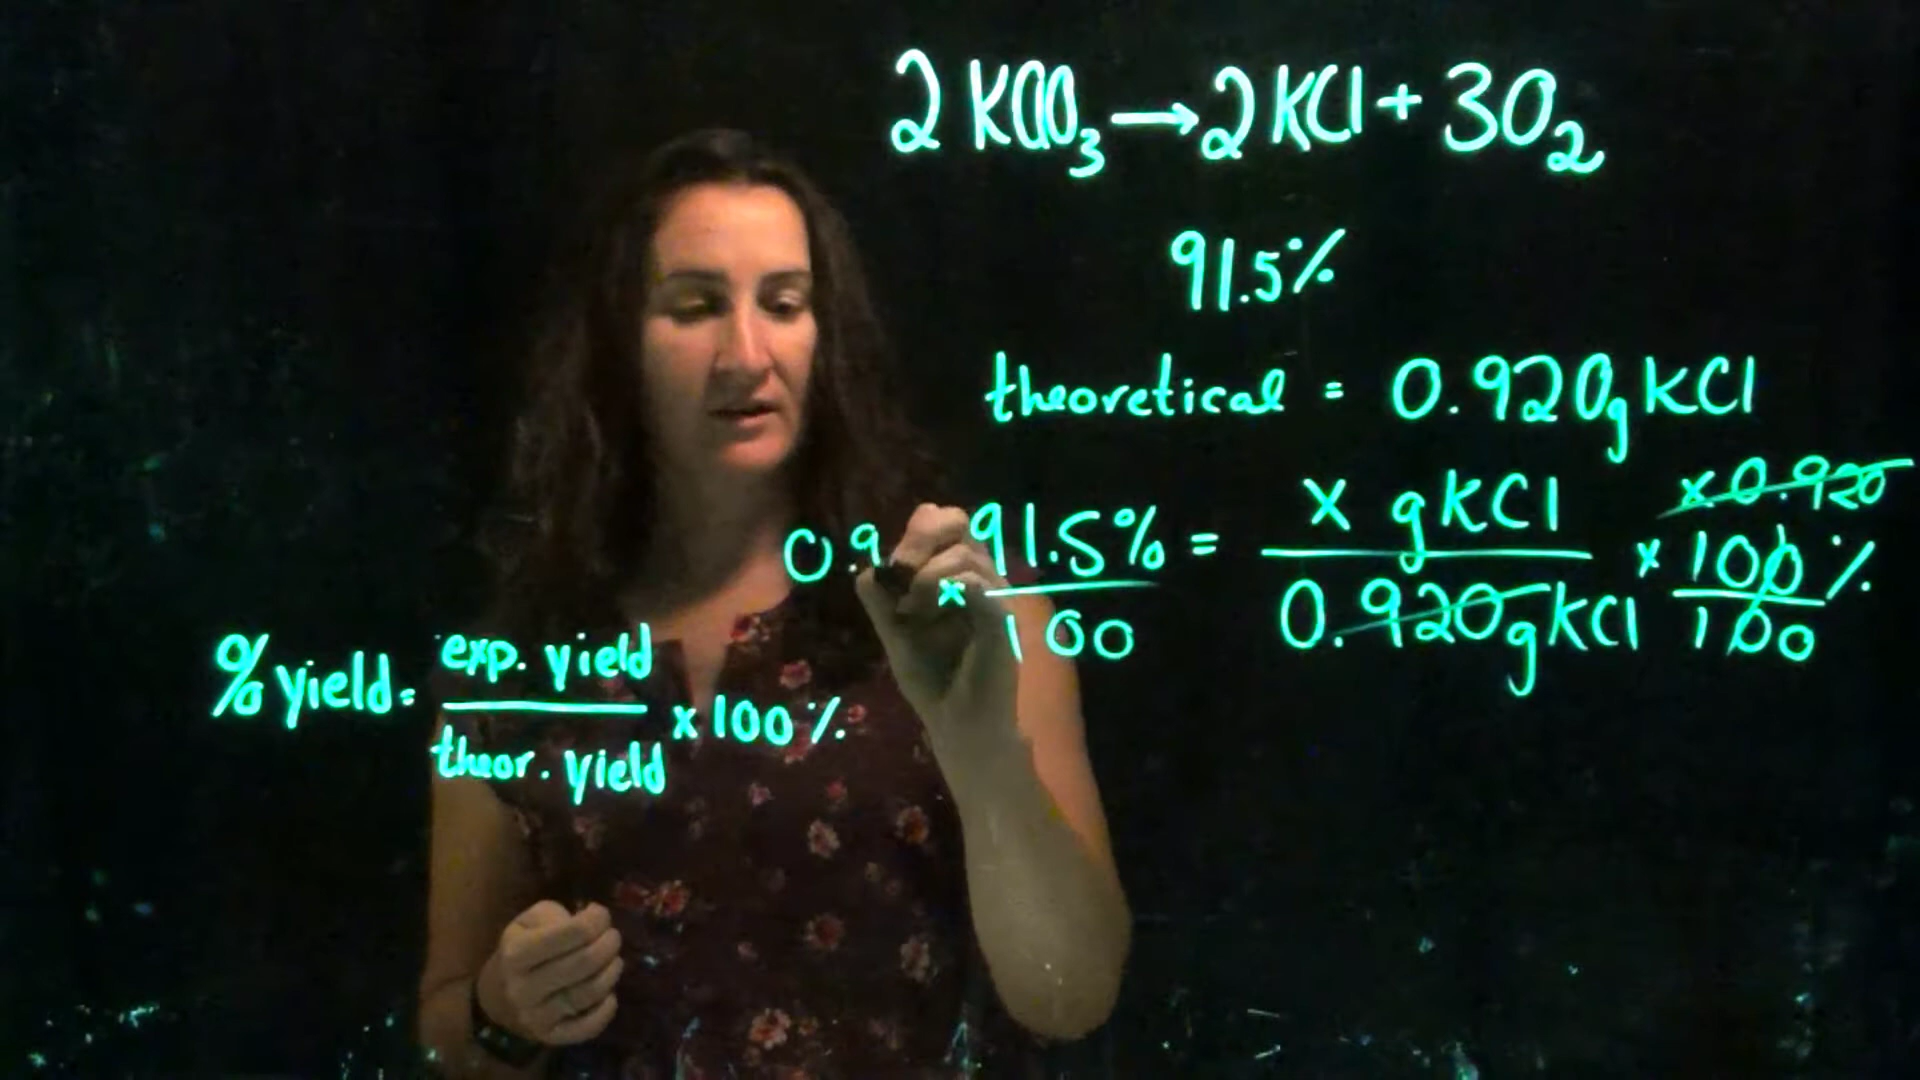 2 KClO₃ → 2 KCl + 3O₂
91.5%
theoretical = 0.920g KCl
0.9 × 91.5%/100 = x g KCl/0.920g KCl × 100%/100 × 0.920
% yield = exp. yield/theor. yield × 100%